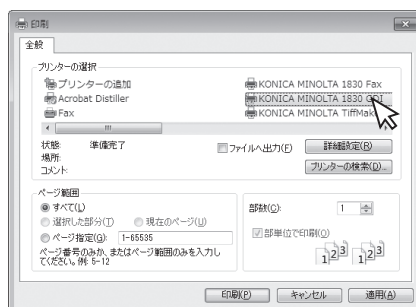 印刷
全般
プリンターの選択
プリンターの追加
KONICA MINOLTA 1830 Fax
Acrobat Distiller
KONICA MINOLTA 1830 GDI
Fax
KONICA MINOLTA TiffMak
状態: 準備完了
場所:
コメント:
ファイルへ出力(F)
詳細設定(R)
プリンターの検索(D)...
ページ範囲
すべて(L)
選択した部分(T) 現在のページ(U)
ページ指定(G): 1-65535
ページ番号のみか、またはページ範囲のみを入力し
てください。例: 5-12
部数(C): 1
部単位で印刷(O)
1 2 3 1 2 3
印刷(P) キャンセル 適用(A)